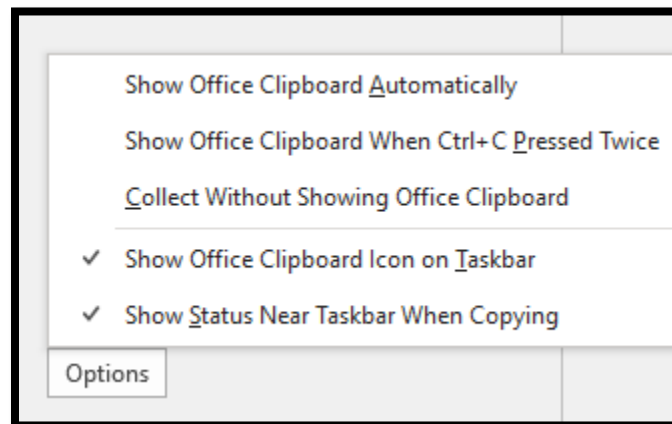 Show Office Clipboard Automatically
Show Office Clipboard When Ctrl+C Pressed Twice
Collect Without Showing Office Clipboard
Show Office Clipboard Icon on Taskbar
Show Status Near Taskbar When Copying
Options